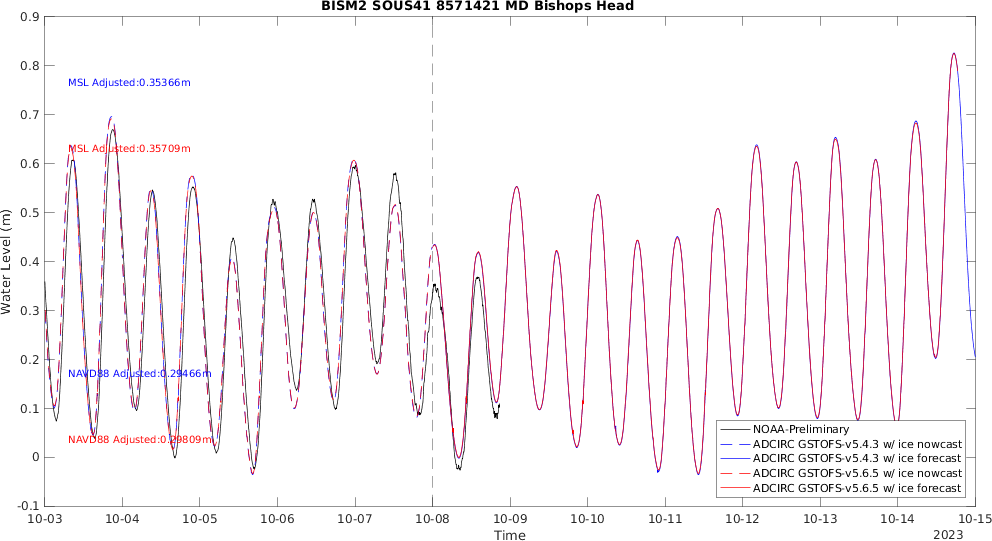 BISM2 SOUS41 8571421 MD Bishops Head
0.9
0.8
0.7
0.6
0.5
0.4
0.3
0.2
0.1
0
-0.1
Water Level (m)
MSL Adjusted:0.35366m
MSL Adjusted:0.35709m
NAVD88 Adjusted:0.29466m
NAVD88 Adjusted:0.29809m
NOAA-Preliminary
ADCIRC GSTOFS-v5.4.3 w/ ice nowcast
ADCIRC GSTOFS-v5.4.3 w/ ice forecast
ADCIRC GSTOFS-v5.6.5 w/ ice nowcast
ADCIRC GSTOFS-v5.6.5 w/ ice forecast
10-03 10-04 10-05 10-06 10-07 10-08 10-09 10-10 10-11 10-12 10-13 10-14 10-15
Time
2023